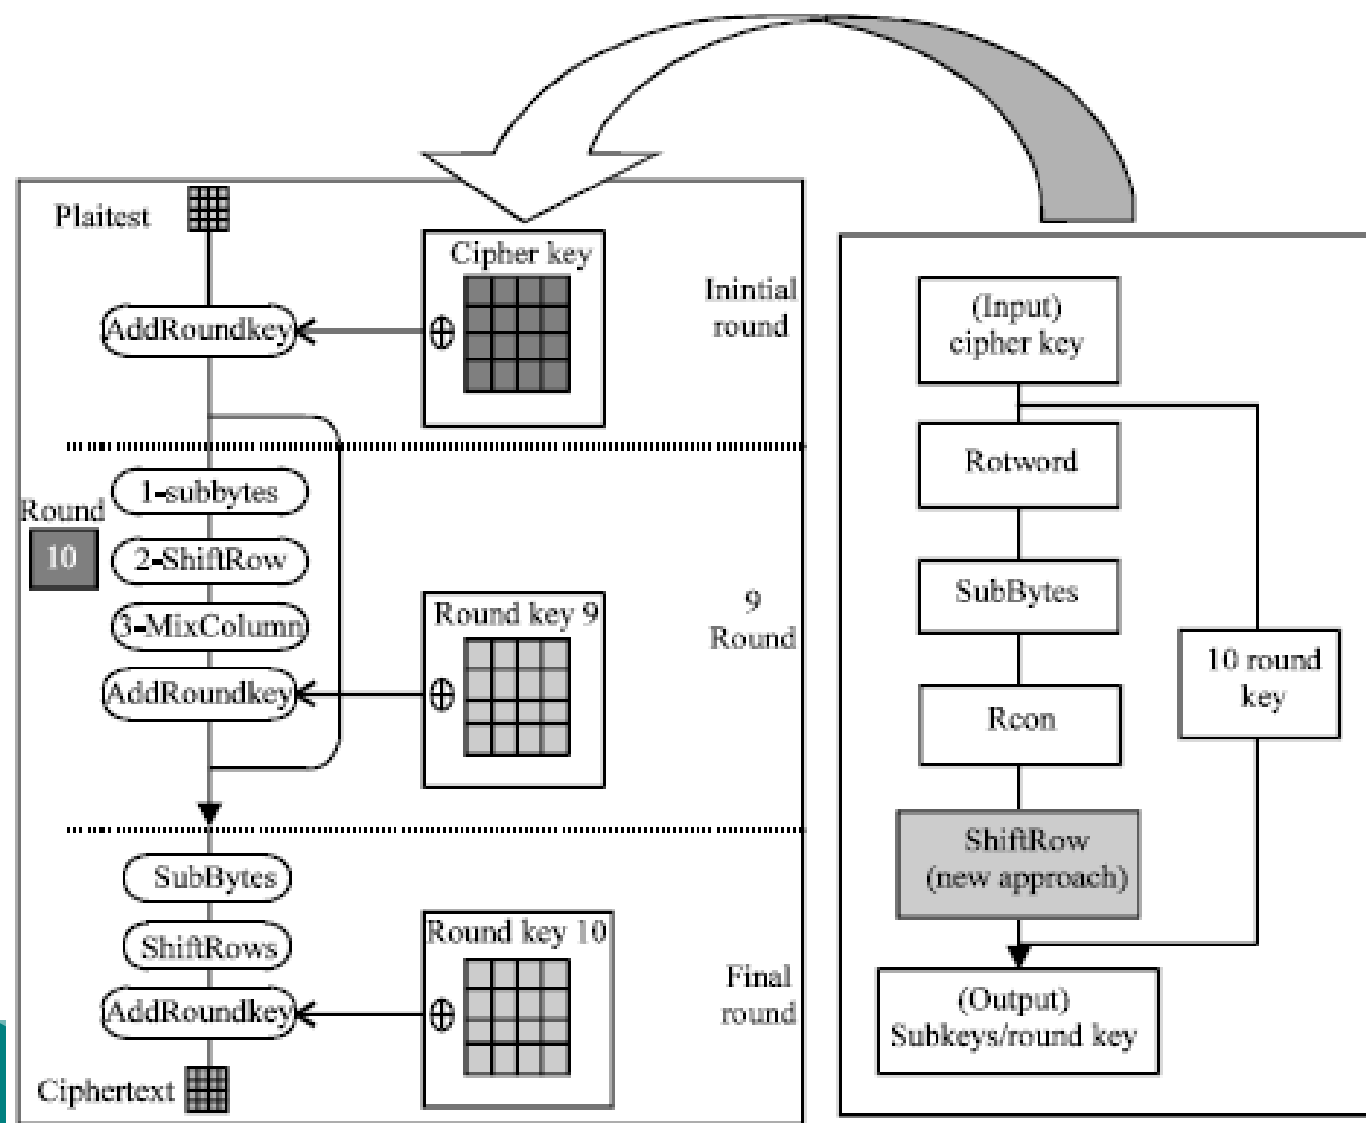 Plaitest
Cipher key
AddRoundkey
Inintial
round
1-subbytes
Round
10
2-ShiftRow
3-MixColumn
AddRoundkey
Round key 9
9
Round
SubBytes
ShiftRows
AddRoundkey
Round key 10
Final
round
Ciphertext
(Input)
cipher key
Rotword
SubBytes
Rcon
10 round
key
ShiftRow
(new approach)
(Output)
Subkeys/round key